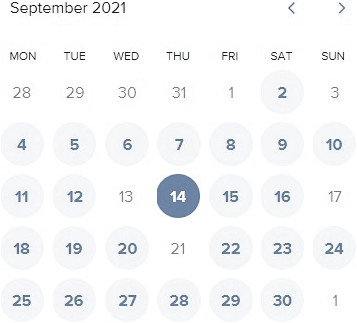 September 2021
MON TUE WED THU FRI SAT SUN
28 29 30 31 1 2 3
4 5 6 7 8 9 10
11 12 13 14 15 16 17
18 19 20 21 22 23 24
25 26 27 28 29 30 1